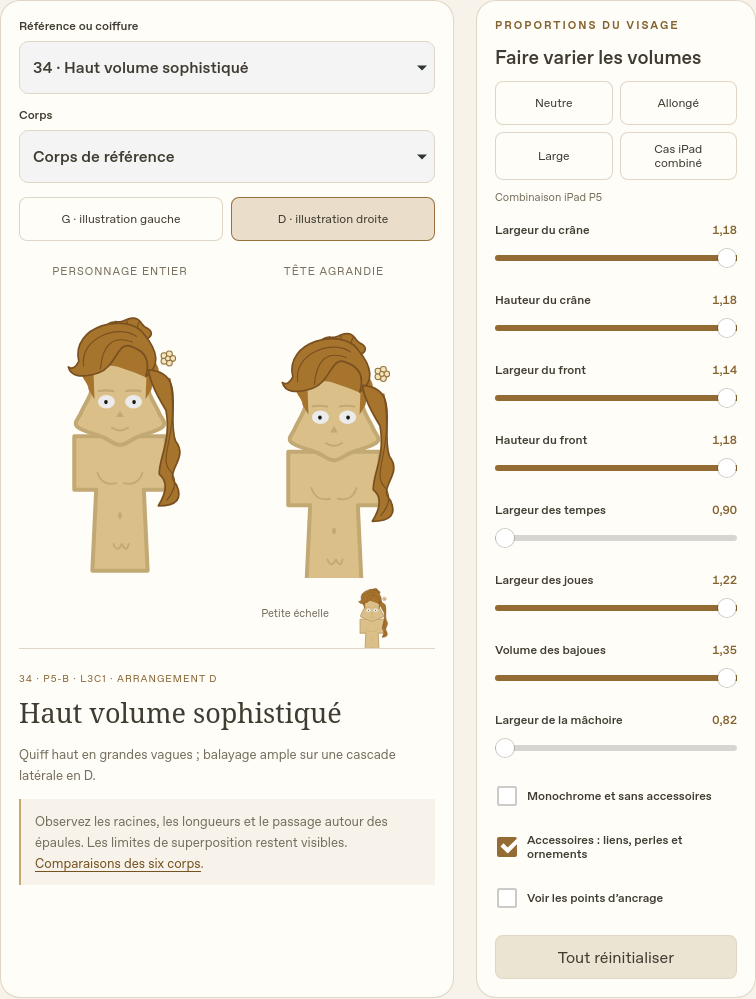 Référence ou coiffure
34 · Haut volume sophistiqué
Corps
Corps de référence
G · illustration gauche
D · illustration droite
PERSONNAGE ENTIER
TÊTE AGRANDIE
Petite échelle
34 · P5-B · L3C1 · ARRANGEMENT D
Haut volume sophistiqué
Quiff haut en grandes vagues ; balayage ample sur une cascade
latérale en D.
Observez les racines, les longueurs et le passage autour des
épaules. Les limites de superposition restent visibles.
Comparaisons des six corps.
PROPORTIONS DU VISAGE
Faire varier les volumes
Neutre
Allongé
Large
Cas iPad
combiné
Combinaison iPad P5
Largeur du crâne 1,18
Hauteur du crâne 1,18
Largeur du front 1,14
Hauteur du front 1,18
Largeur des tempes 0,90
Largeur des joues 1,22
Volume des bajoues 1,35
Largeur de la mâchoire 0,82
Monochrome et sans accessoires
Accessoires : liens, perles et
ornements
Voir les points d’ancrage
Tout réinitialiser